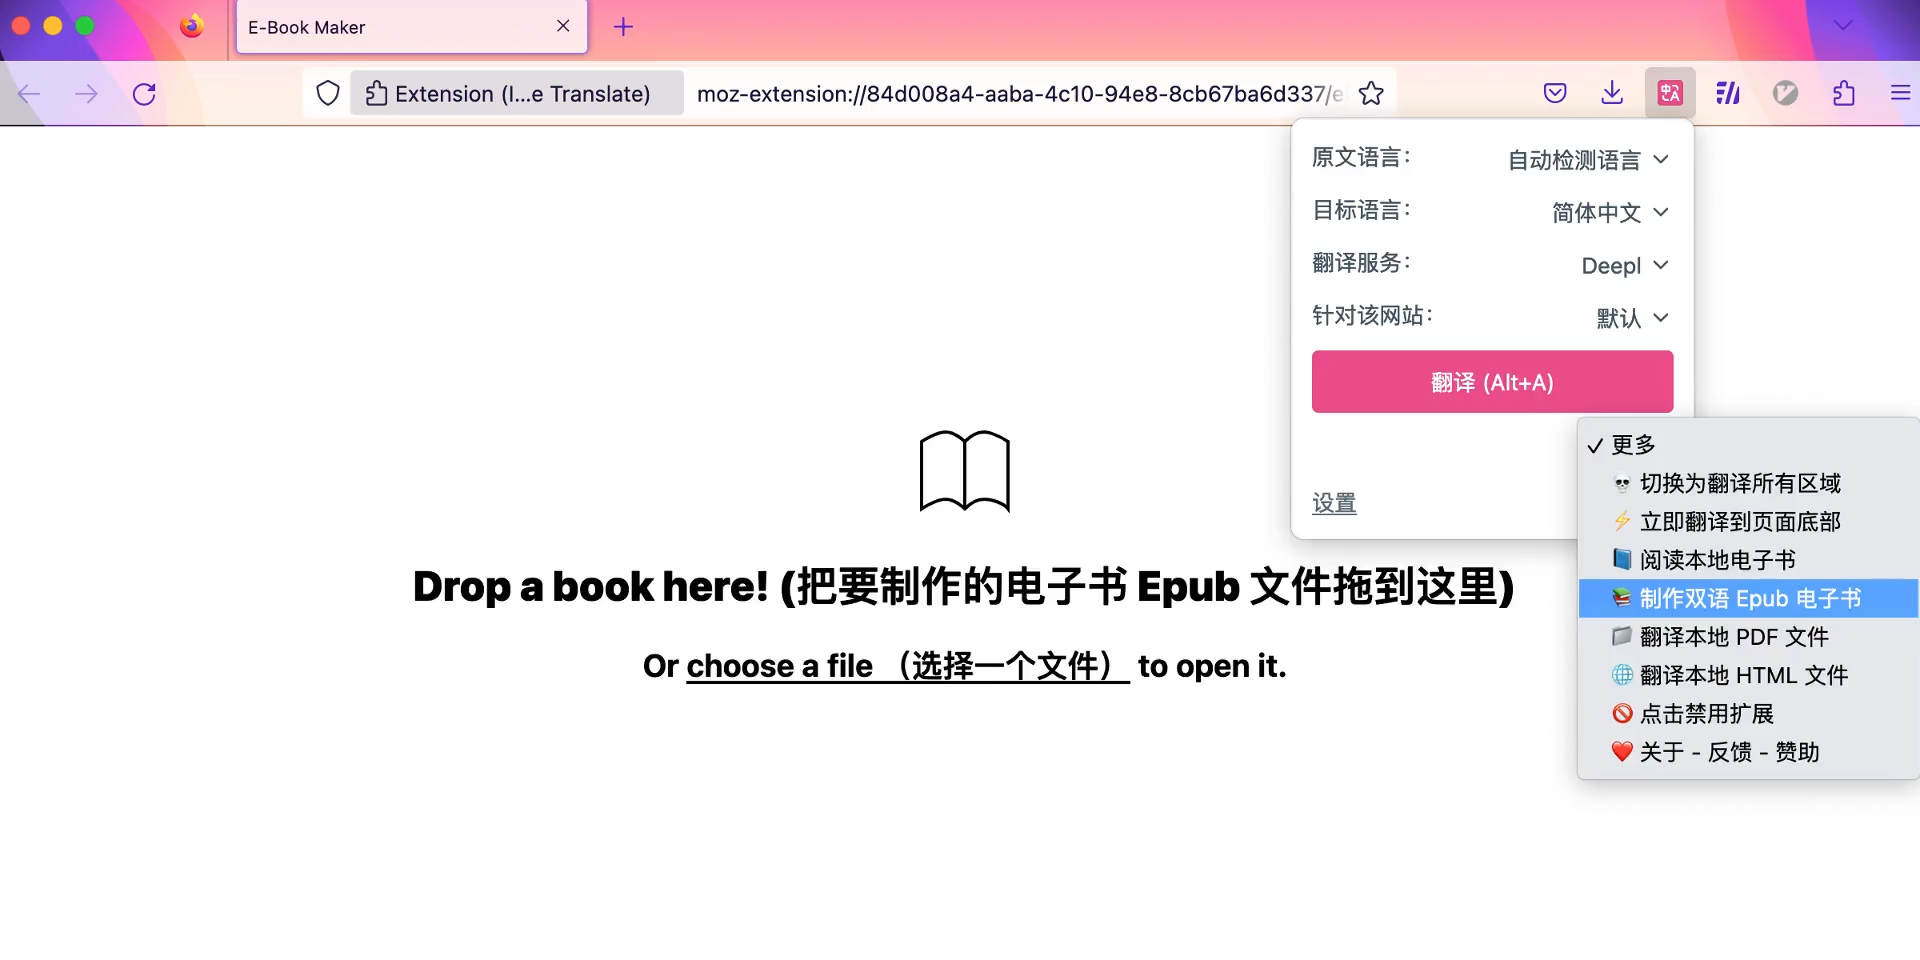 E-Book Maker
Extension (I...e Translate)
moz-extension://84d008a4-aaba-4c10-94e8-8cb67ba6d337/e
中A
原文语言：
自动检测语言
目标语言：
简体中文
翻译服务：
Deepl
针对该网站：
默认
翻译 (Alt+A)
设置
更多
切换为翻译所有区域
立即翻译到页面底部
阅读本地电子书
制作双语 Epub 电子书
翻译本地 PDF 文件
翻译本地 HTML 文件
点击禁用扩展
关于 - 反馈 - 赞助
Drop a book here! (把要制作的电子书 Epub 文件拖到这里)
Or choose a file （选择一个文件） to open it.